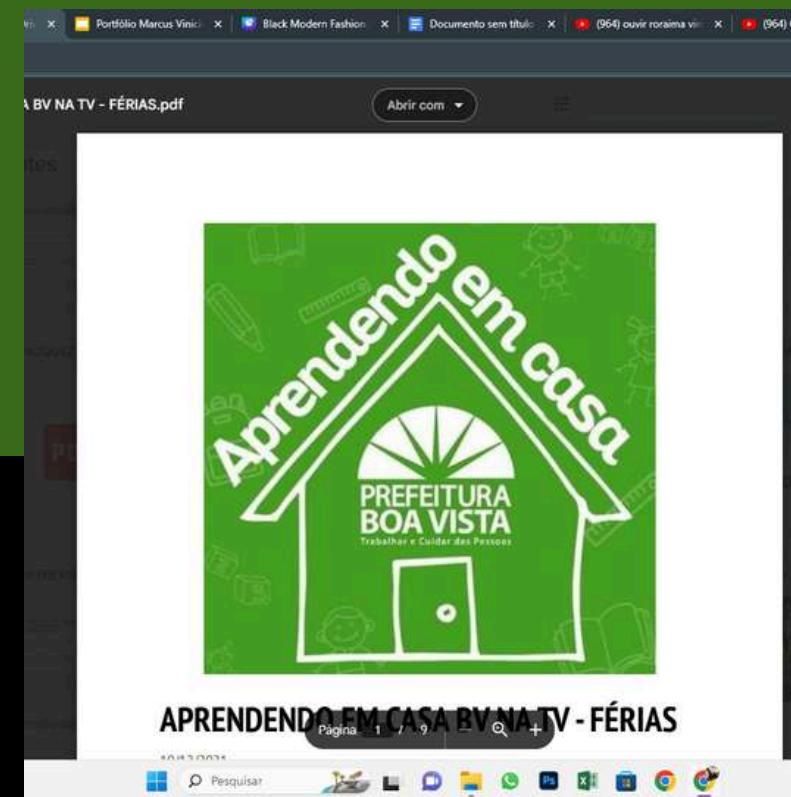 Portfólio Marcus Vinic
Black Modern Fashion
Documento sem título
(964) ouvir roraima vin
(964)
A BV NA TV - FÉRIAS.pdf
Abrir com
Aprendendo em casa
PREFEITURA
BOA VISTA
Trabalhar e Cuidar das Pessoas
APRENDENDO EM CASA BV NA TV - FÉRIAS
Página 1 / 9
Pesquisar